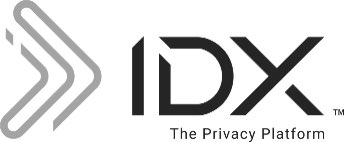 IDX™
The Privacy Platform